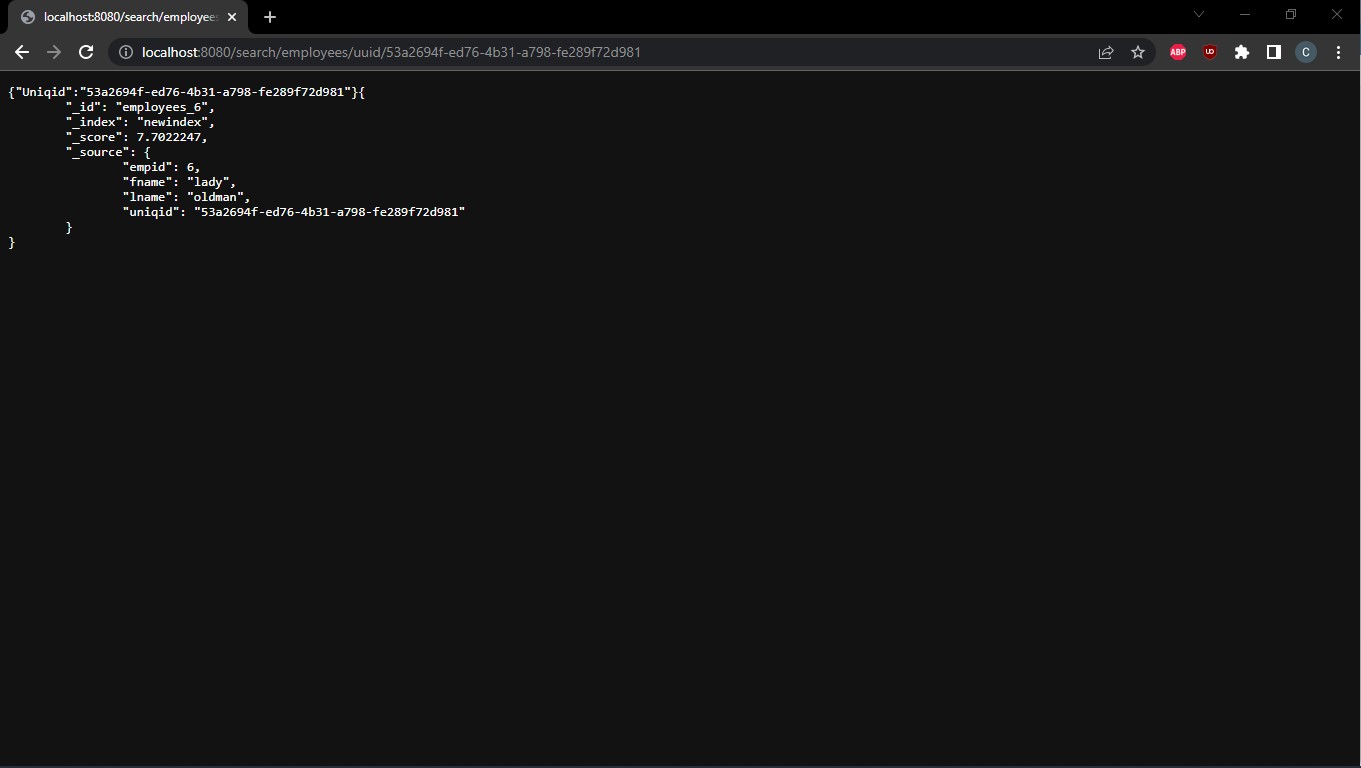 localhost:8080/search/employees
localhost:8080/search/employees/uuid/53a2694f-ed76-4b31-a798-fe289f72d981
ABP
UD
C
{"Uniqid":"53a2694f-ed76-4b31-a798-fe289f72d981"}{
"_id": "employees_6",
"_index": "newindex",
"_score": 7.7022247,
"_source": {
"empid": 6,
"fname": "lady",
"lname": "oldman",
"uniqid": "53a2694f-ed76-4b31-a798-fe289f72d981"
}
}